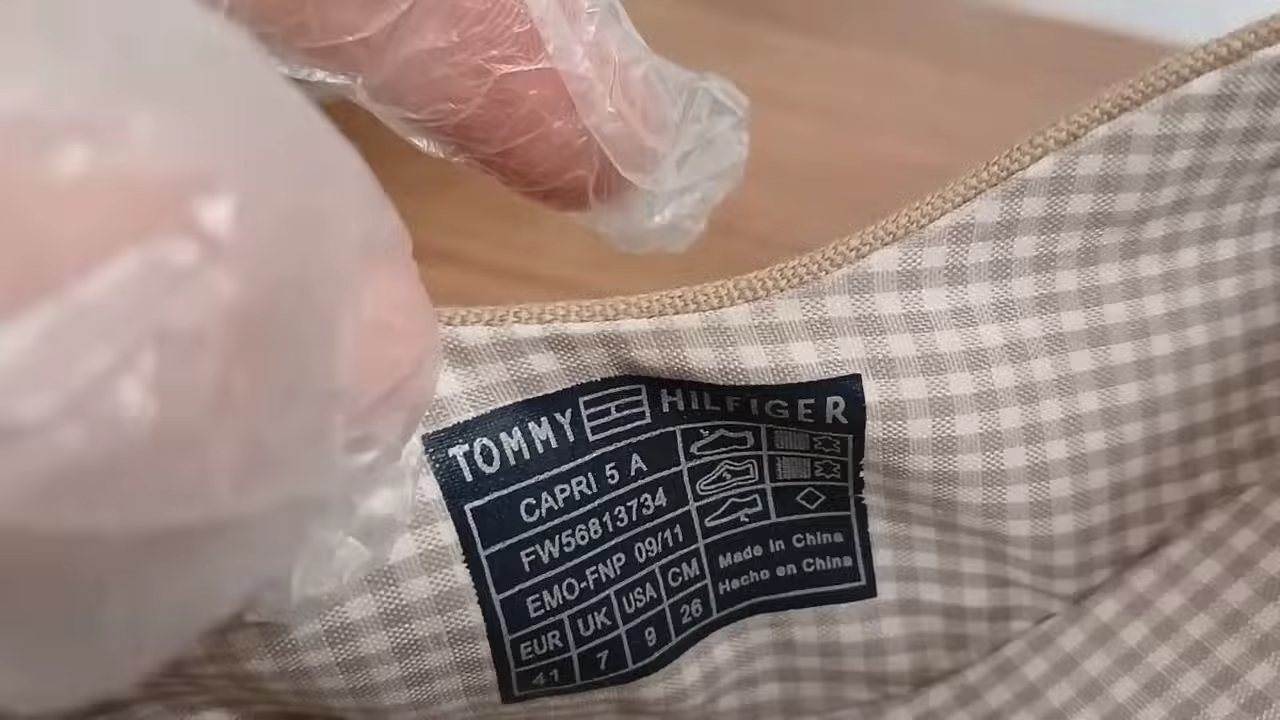 TOMMY HILFIGER
CAPRI 5 A
FW56813734
EMO-FNP 09/11
Made in China
Hecho en China
EUR UK USA CM
41 7 9 26